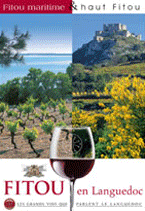 Fitou maritime & haut Fitou
FITOU en Languedoc
LES GRANDS VINS QUI PARLENT LE LANGUEDOC